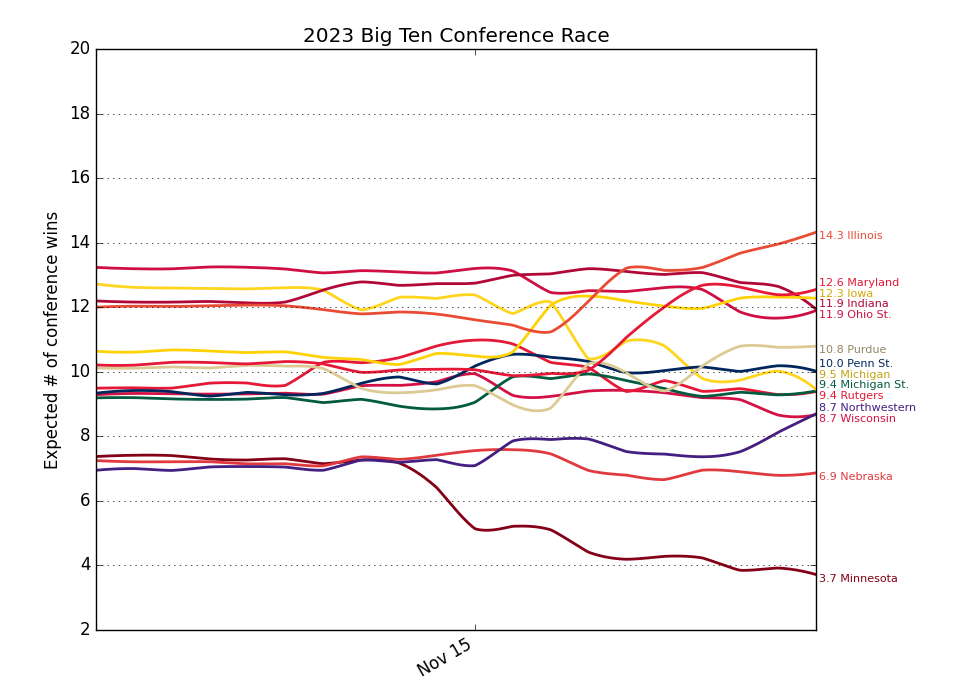 2023 Big Ten Conference Race
Expected # of conference wins
20
18
16
14
12
10
8
6
4
2
Nov 15
14.3 Illinois
12.6 Maryland
12.3 Iowa
11.9 Indiana
11.9 Ohio St.
10.8 Purdue
10.0 Penn St.
9.5 Michigan
9.4 Michigan St.
9.4 Rutgers
8.7 Northwestern
8.7 Wisconsin
6.9 Nebraska
3.7 Minnesota